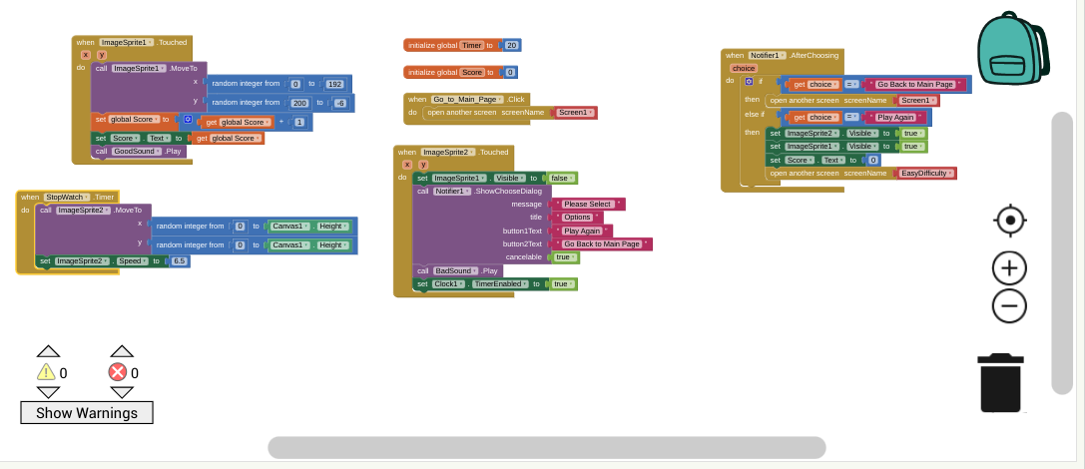 when ImageSprite1 .Touched
x y
do call ImageSprite1 .MoveTo
x random integer from 0 to 192
y random integer from 200 to -6
set global Score to get global Score + 1
set Score . Text to get global Score
call GoodSound .Play
when StopWatch .Timer
do call ImageSprite2 .MoveTo
x random integer from 0 to Canvas1 . Height
y random integer from 0 to Canvas1 . Height
set ImageSprite2 . Speed to 6.5
initialize global Timer to 20
initialize global Score to 0
when Go_to_Main_Page .Click
do open another screen screenName " Screen1 "
when ImageSprite2 .Touched
x y
do set ImageSprite1 . Visible to false
call Notifier1 .ShowChooseDialog
message " Please Select "
title " Options "
button1Text " Play Again "
button2Text " Go Back to Main Page "
cancelable true
call BadSound .Play
set Clock1 . TimerEnabled to true
when Notifier1 .AfterChoosing
choice
do if get choice = " Go Back to Main Page "
then open another screen screenName " Screen1 "
else if get choice = " Play Again "
then set ImageSprite2 . Visible to true
set ImageSprite1 . Visible to true
set Score . Text to 0
open another screen screenName " EasyDifficulty "
0 0
Show Warnings